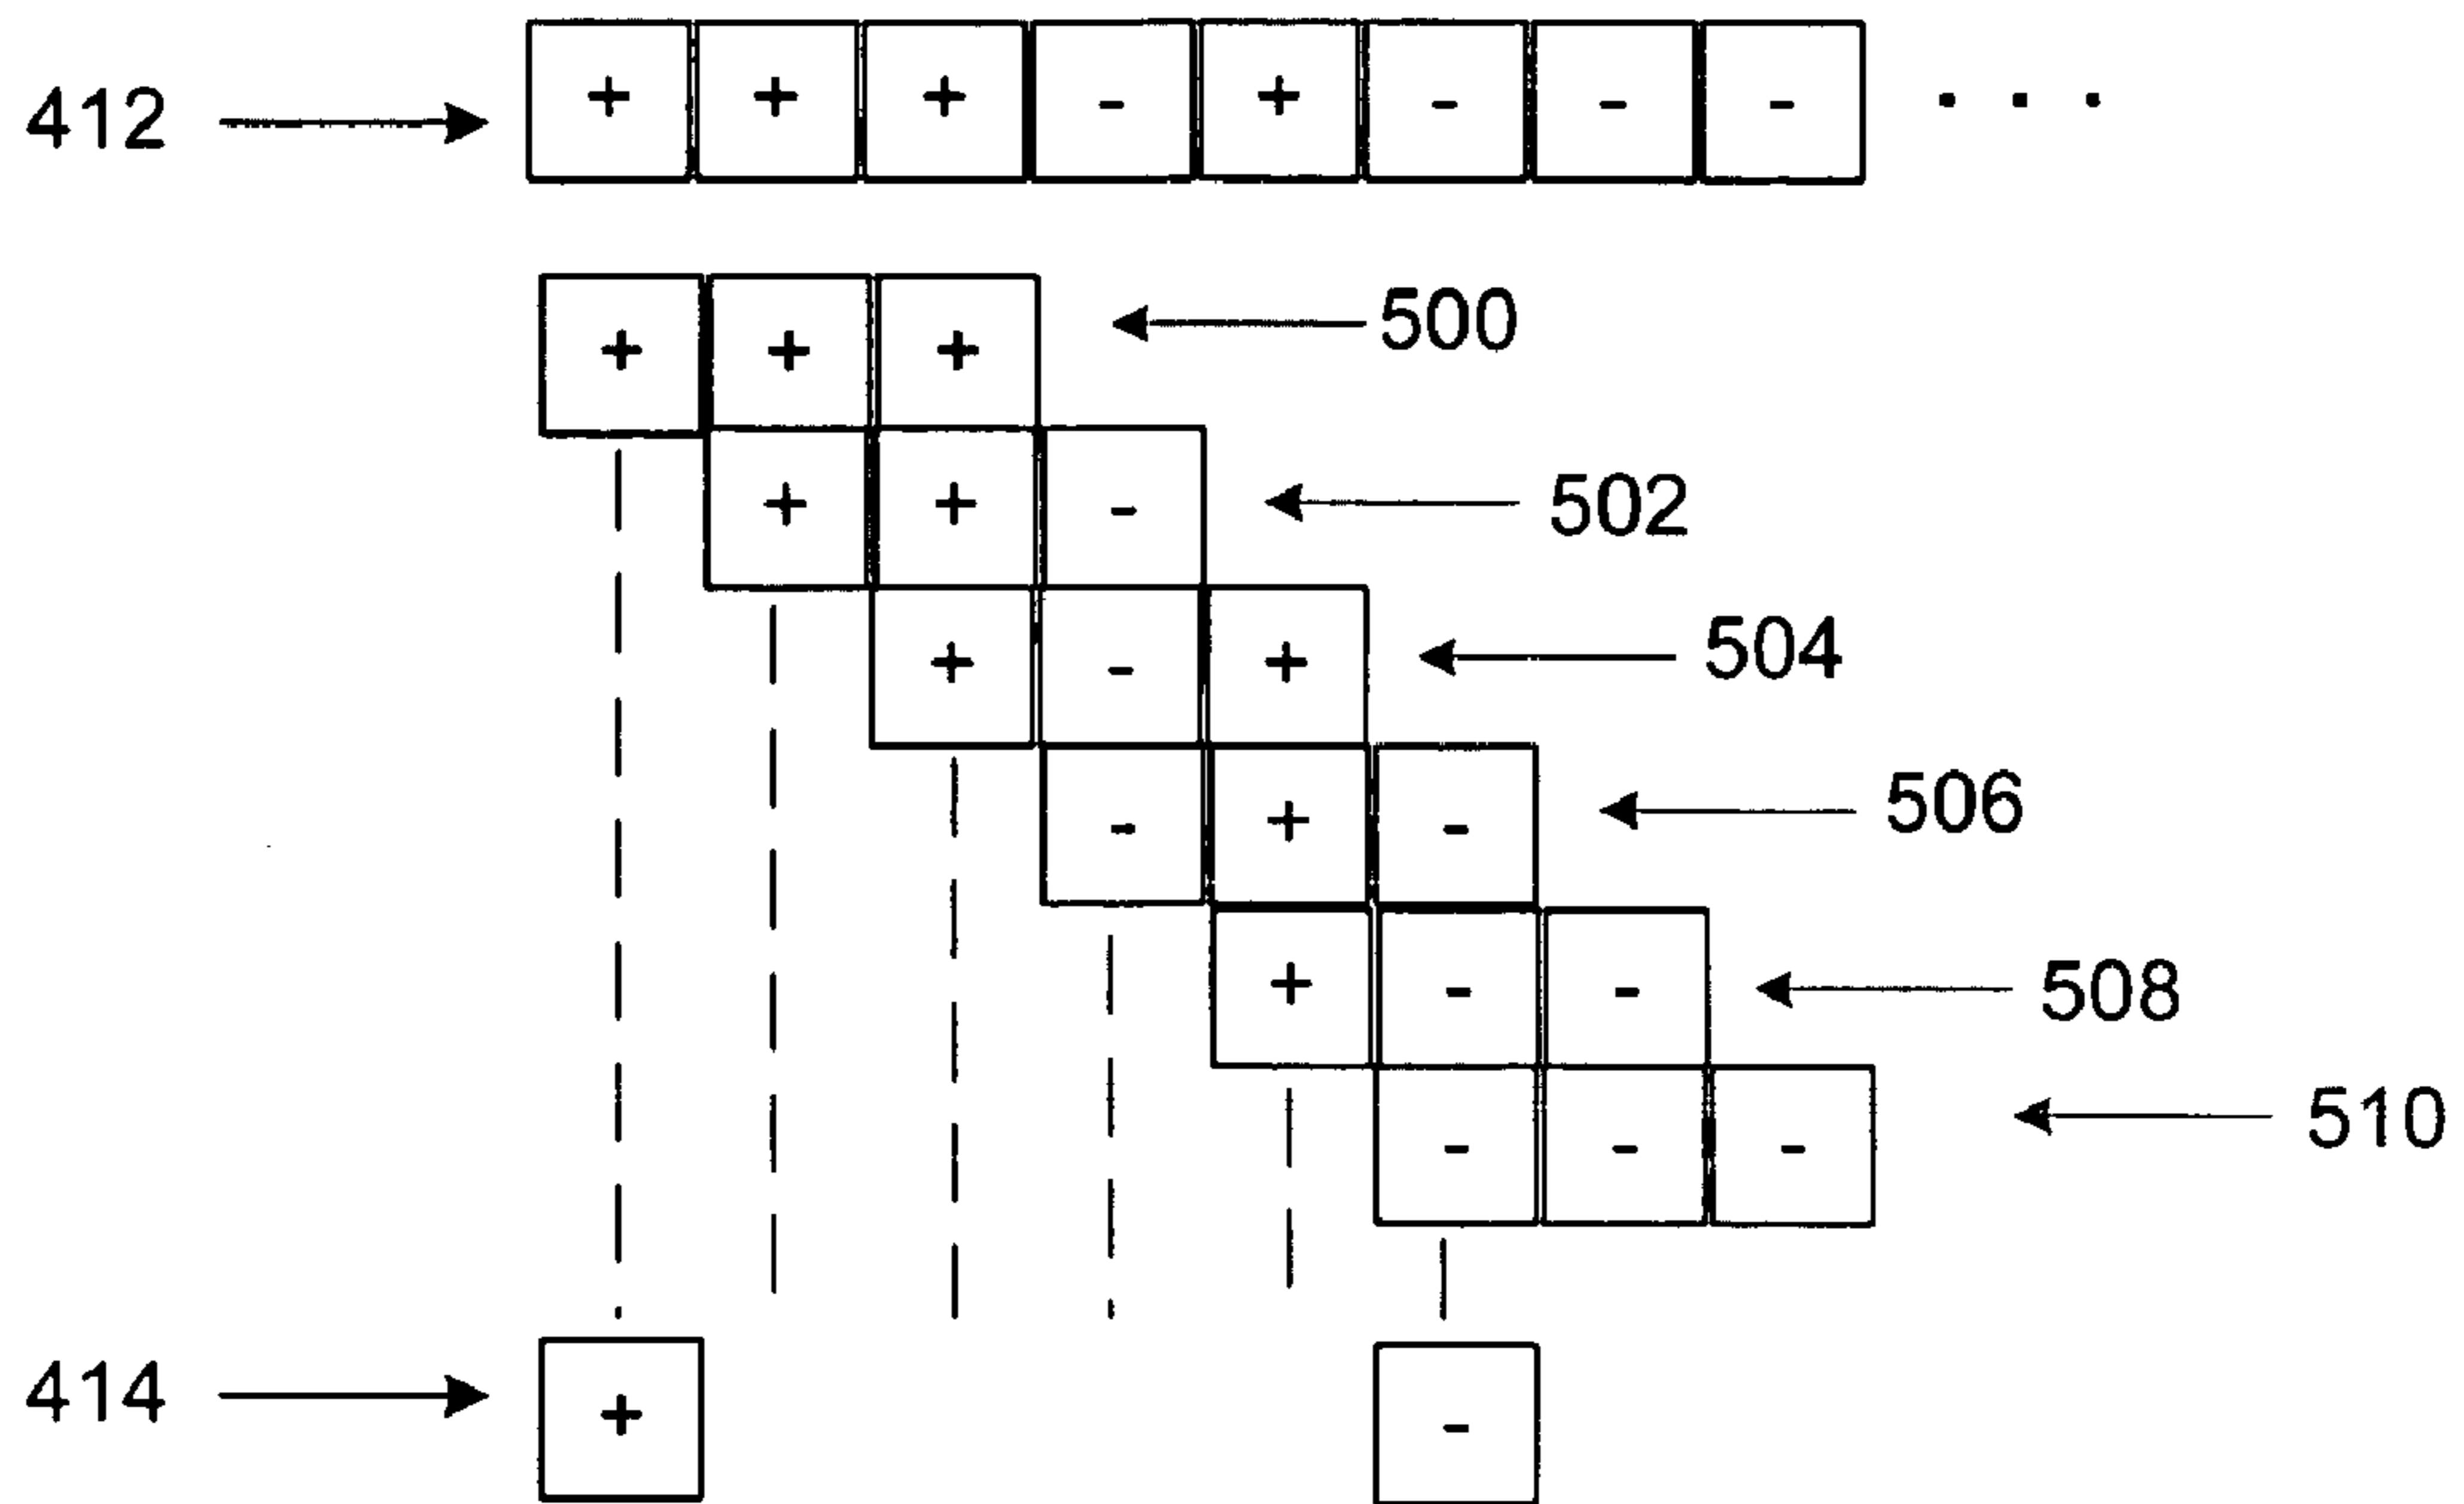 412 + + + - + - - - . . .
+ + + 500
+ + - 502
+ - + 504
- + - 506
+ - - 508
- - - 510
414 + -